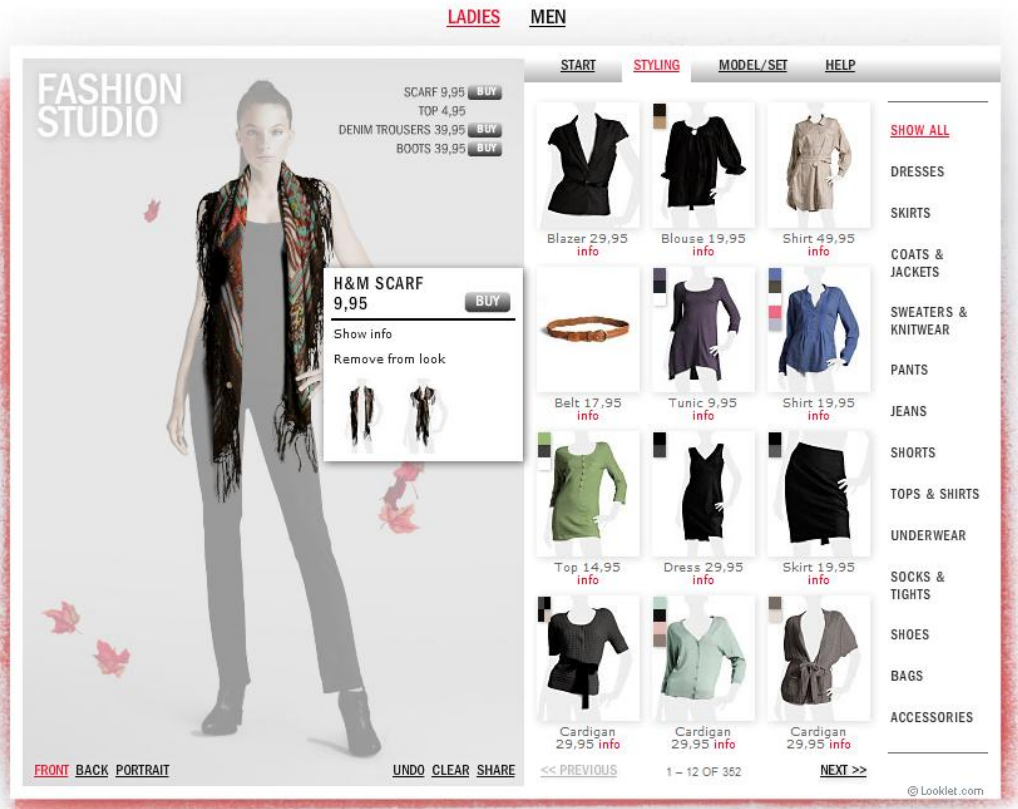 LADIES MEN
FASHION
STUDIO
SCARF 9,95 BUY
TOP 4,95
DENIM TROUSERS 39,95 BUY
BOOTS 39,95 BUY
H&M SCARF
9,95 BUY
Show info
Remove from look
FRONT BACK PORTRAIT
UNDO CLEAR SHARE
START STYLING MODEL/SET HELP
Blazer 29,95
info
Blouse 19,95
info
Shirt 49,95
info
Belt 17,95
info
Tunic 9,95
info
Shirt 19,95
info
Top 14,95
info
Dress 29,95
info
Skirt 19,95
info
Cardigan
29,95 info
Cardigan
29,95 info
Cardigan
29,95 info
<< PREVIOUS 1 – 12 OF 352 NEXT >>
SHOW ALL
DRESSES
SKIRTS
COATS &
JACKETS
SWEATERS &
KNITWEAR
PANTS
JEANS
SHORTS
TOPS & SHIRTS
UNDERWEAR
SOCKS &
TIGHTS
SHOES
BAGS
ACCESSORIES
@ Looklet.com